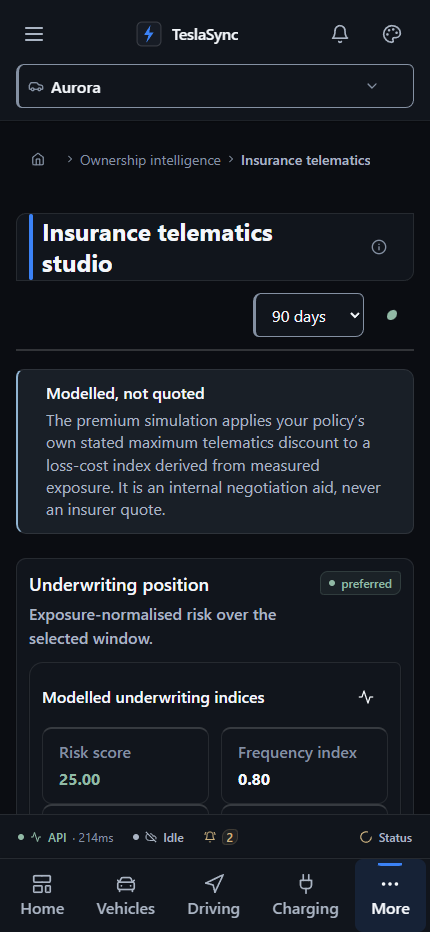 TeslaSync
Aurora
Ownership intelligence
Insurance telematics
Insurance telematics
studio
90 days
Modelled, not quoted
The premium simulation applies your policy’s
own stated maximum telematics discount to a
loss-cost index derived from measured
exposure. It is an internal negotiation aid, never
an insurer quote.
Underwriting position
preferred
Exposure-normalised risk over the
selected window.
Modelled underwriting indices
Risk score
Frequency index
25.00
0.80
API · 214ms
Idle
2
Status
Home
Vehicles
Driving
Charging
More